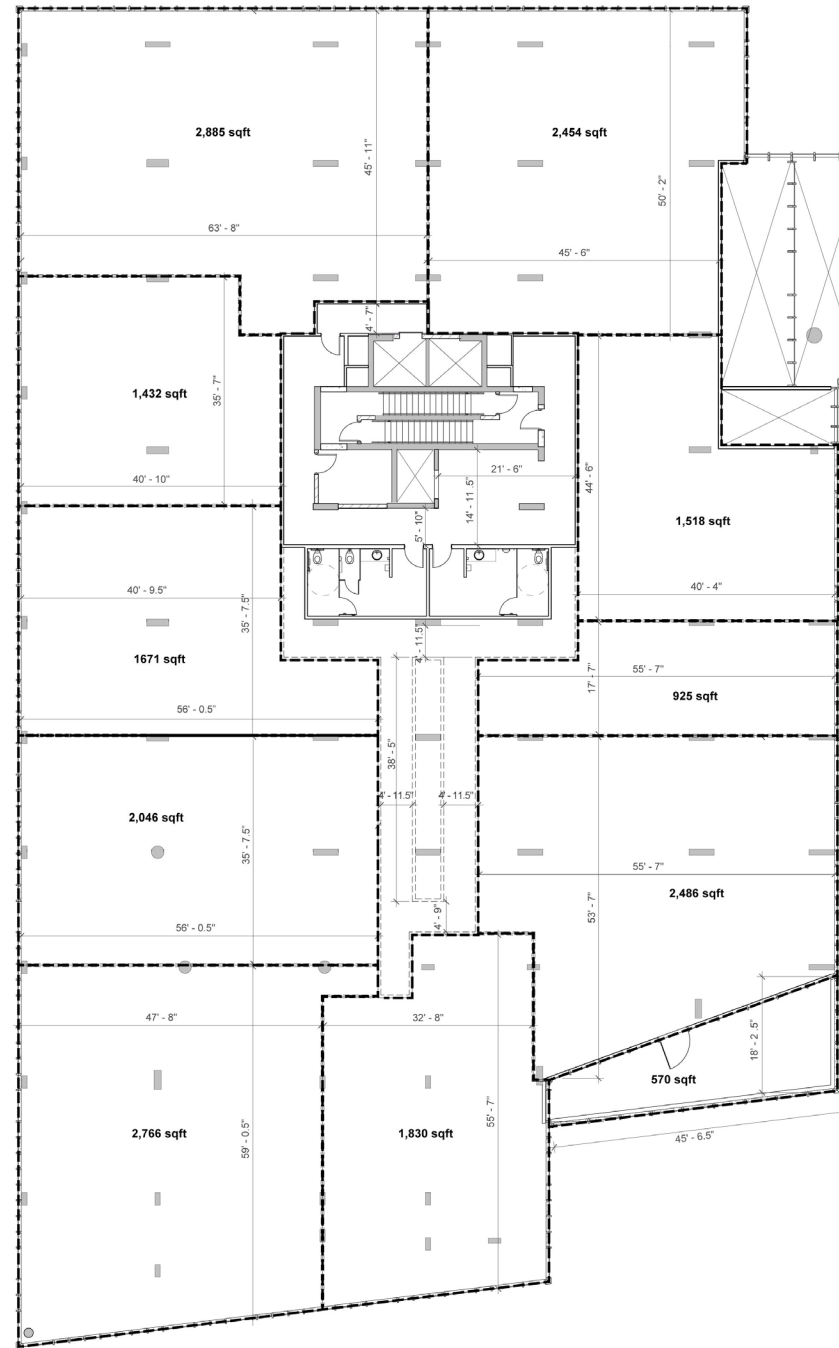 2,885 sqft
2,454 sqft
45' - 11"
50' - 2"
63' - 8"
45' - 6"
4' - 7"
1,432 sqft
35' - 7"
40' - 10"
21' - 6"
14' - 11 .5"
44' - 6"
5' - 10"
1,518 sqft
40' - 9.5"
35' - 7.5"
40' - 4"
4' - 11.5"
17' - 7"
1671 sqft
55' - 7"
925 sqft
56' - 0.5"
38' - 5"
4' - 11.5"
4' - 11.5"
2,046 sqft
35' - 7.5"
55' - 7"
2,486 sqft
53' - 7"
4' - 9"
56' - 0.5"
47' - 8"
32' - 8"
18' - 2 .5"
570 sqft
2,766 sqft
1,830 sqft
59' - 0.5"
55' - 7"
45' - 6.5"